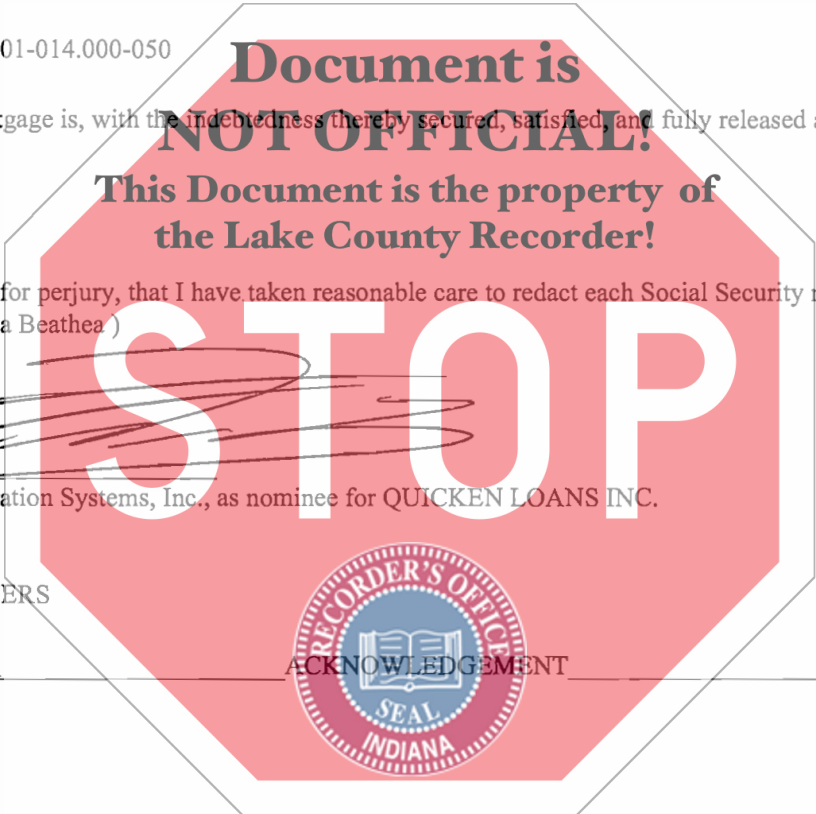 01-014.000-050
Document is
gage is, with the indebtedness thereby secured, satisfied, and fully released a
NOT OFFICIAL!
This Document is the property of
the Lake County Recorder!
for perjury, that I have taken reasonable care to redact each Social Security
a Beathea )
STOP
ation Systems, Inc., as nominee for QUICKEN LOANS INC.
ERS
RECORDER'S OFFICE
ACKNOWLEDGEMENT
SEAL
INDIANA